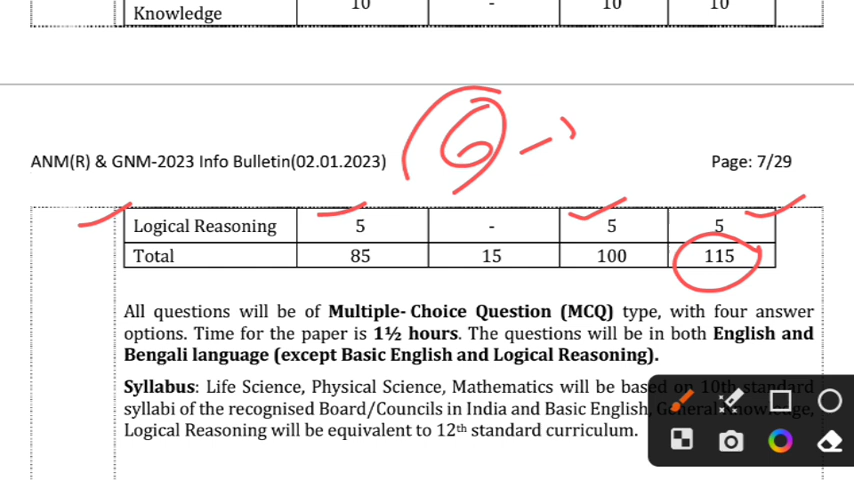 Knowledge 10 - 10 10
ANM(R) & GNM-2023 Info Bulletin(02.01.2023) Page: 7/29
Logical Reasoning 5 - 5 5
Total 85 15 100 115
All questions will be of Multiple- Choice Question (MCQ) type, with four answer
options. Time for the paper is 1½ hours. The questions will be in both English and
Bengali language (except Basic English and Logical Reasoning).
Syllabus: Life Science, Physical Science, Mathematics will be based on 10th standard
syllabi of the recognised Board/Councils in India and Basic English, General Knowledge,
Logical Reasoning will be equivalent to 12th standard curriculum.